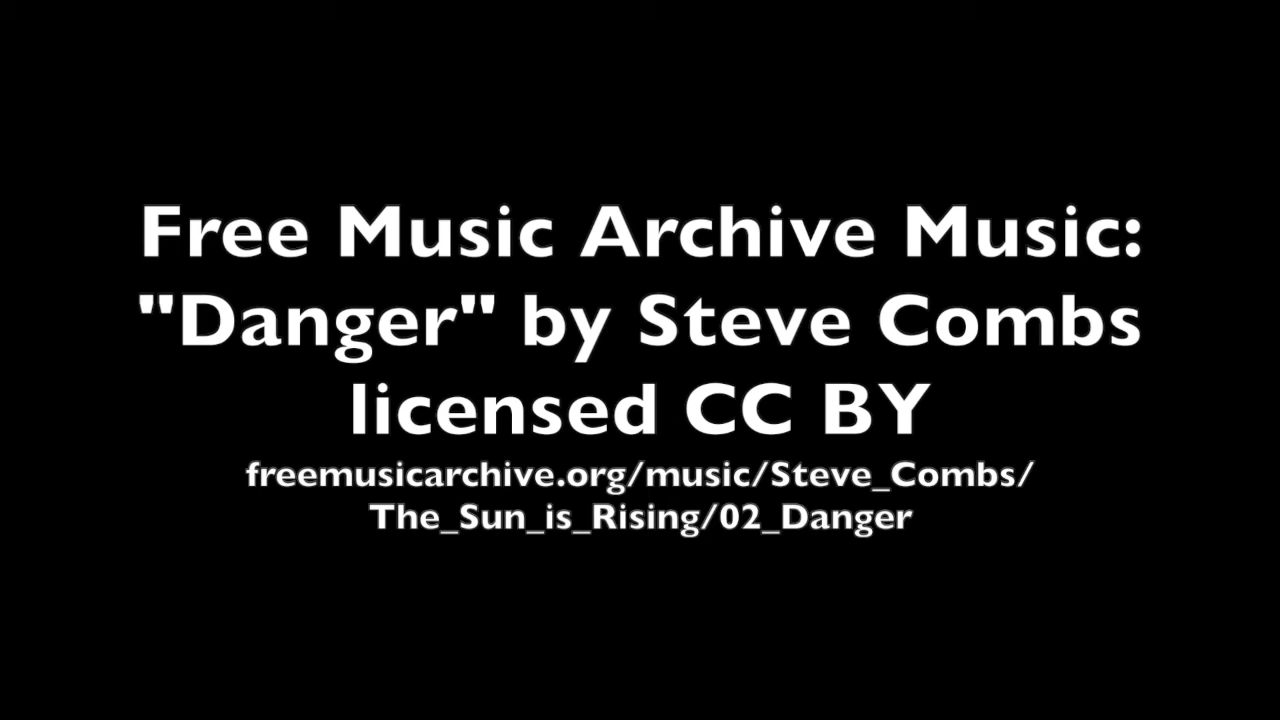 Free Music Archive Music:
"Danger" by Steve Combs
licensed CC BY
freemusicarchive.org/music/Steve_Combs/
The_Sun_is_Rising/02_Danger